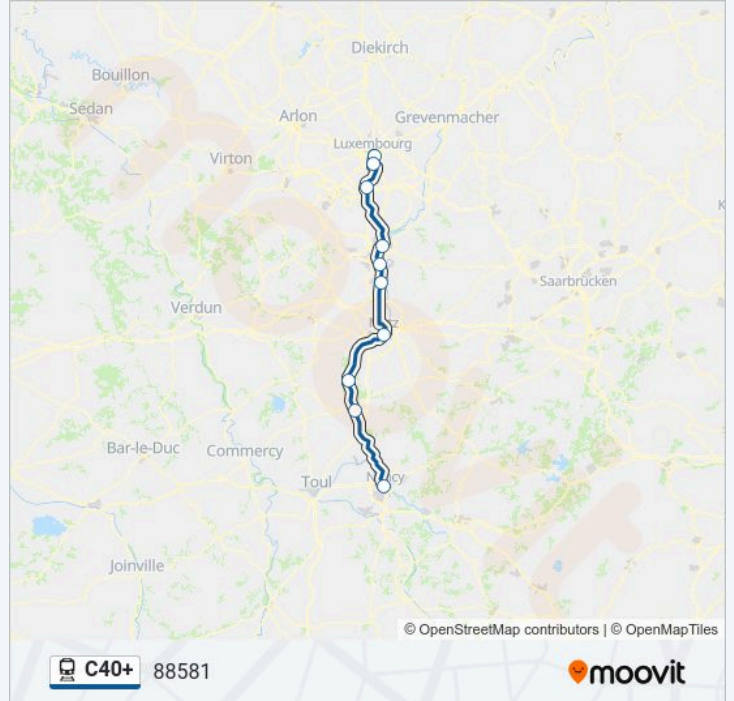 Diekirch
Bouillon
Sedan
Arlon
Grevenmacher
Luxembourg
Virton
K
Saarbrücken
Verdun
Bar-le-Duc
Commercy
Toul
Joinville
© OpenStreetMap contributors | © OpenMapTiles
C40+ 88581
moovit